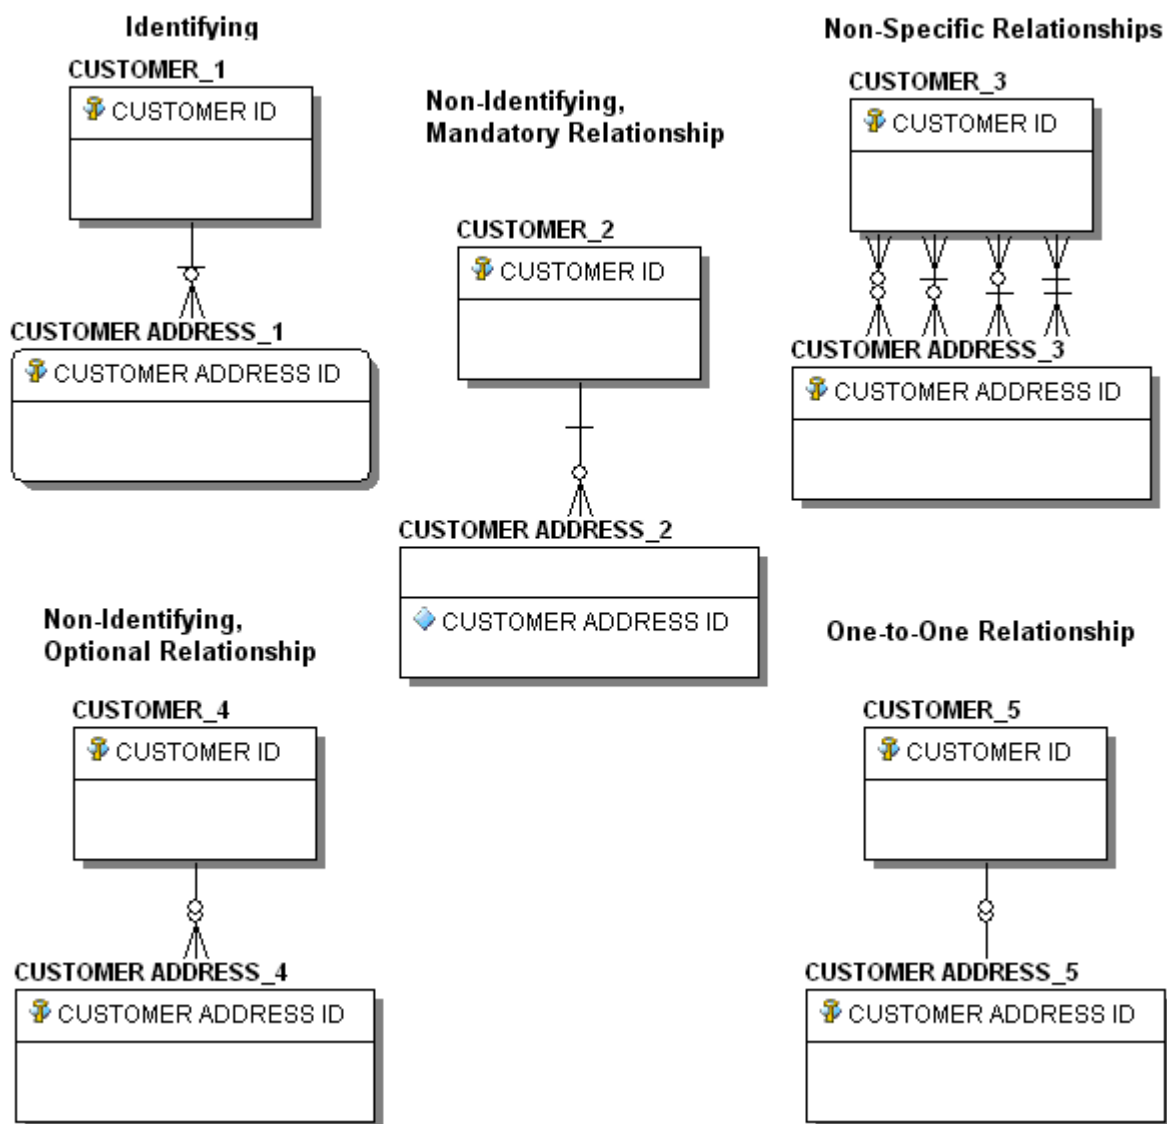 Identifying
CUSTOMER_1
CUSTOMER ID
CUSTOMER ADDRESS_1
CUSTOMER ADDRESS ID
Non-Identifying,
Mandatory Relationship
CUSTOMER_2
CUSTOMER ID
CUSTOMER ADDRESS_2
CUSTOMER ADDRESS ID
Non-Specific Relationships
CUSTOMER_3
CUSTOMER ID
CUSTOMER ADDRESS_3
CUSTOMER ADDRESS ID
Non-Identifying,
Optional Relationship
CUSTOMER_4
CUSTOMER ID
CUSTOMER ADDRESS_4
CUSTOMER ADDRESS ID
One-to-One Relationship
CUSTOMER_5
CUSTOMER ID
CUSTOMER ADDRESS_5
CUSTOMER ADDRESS ID